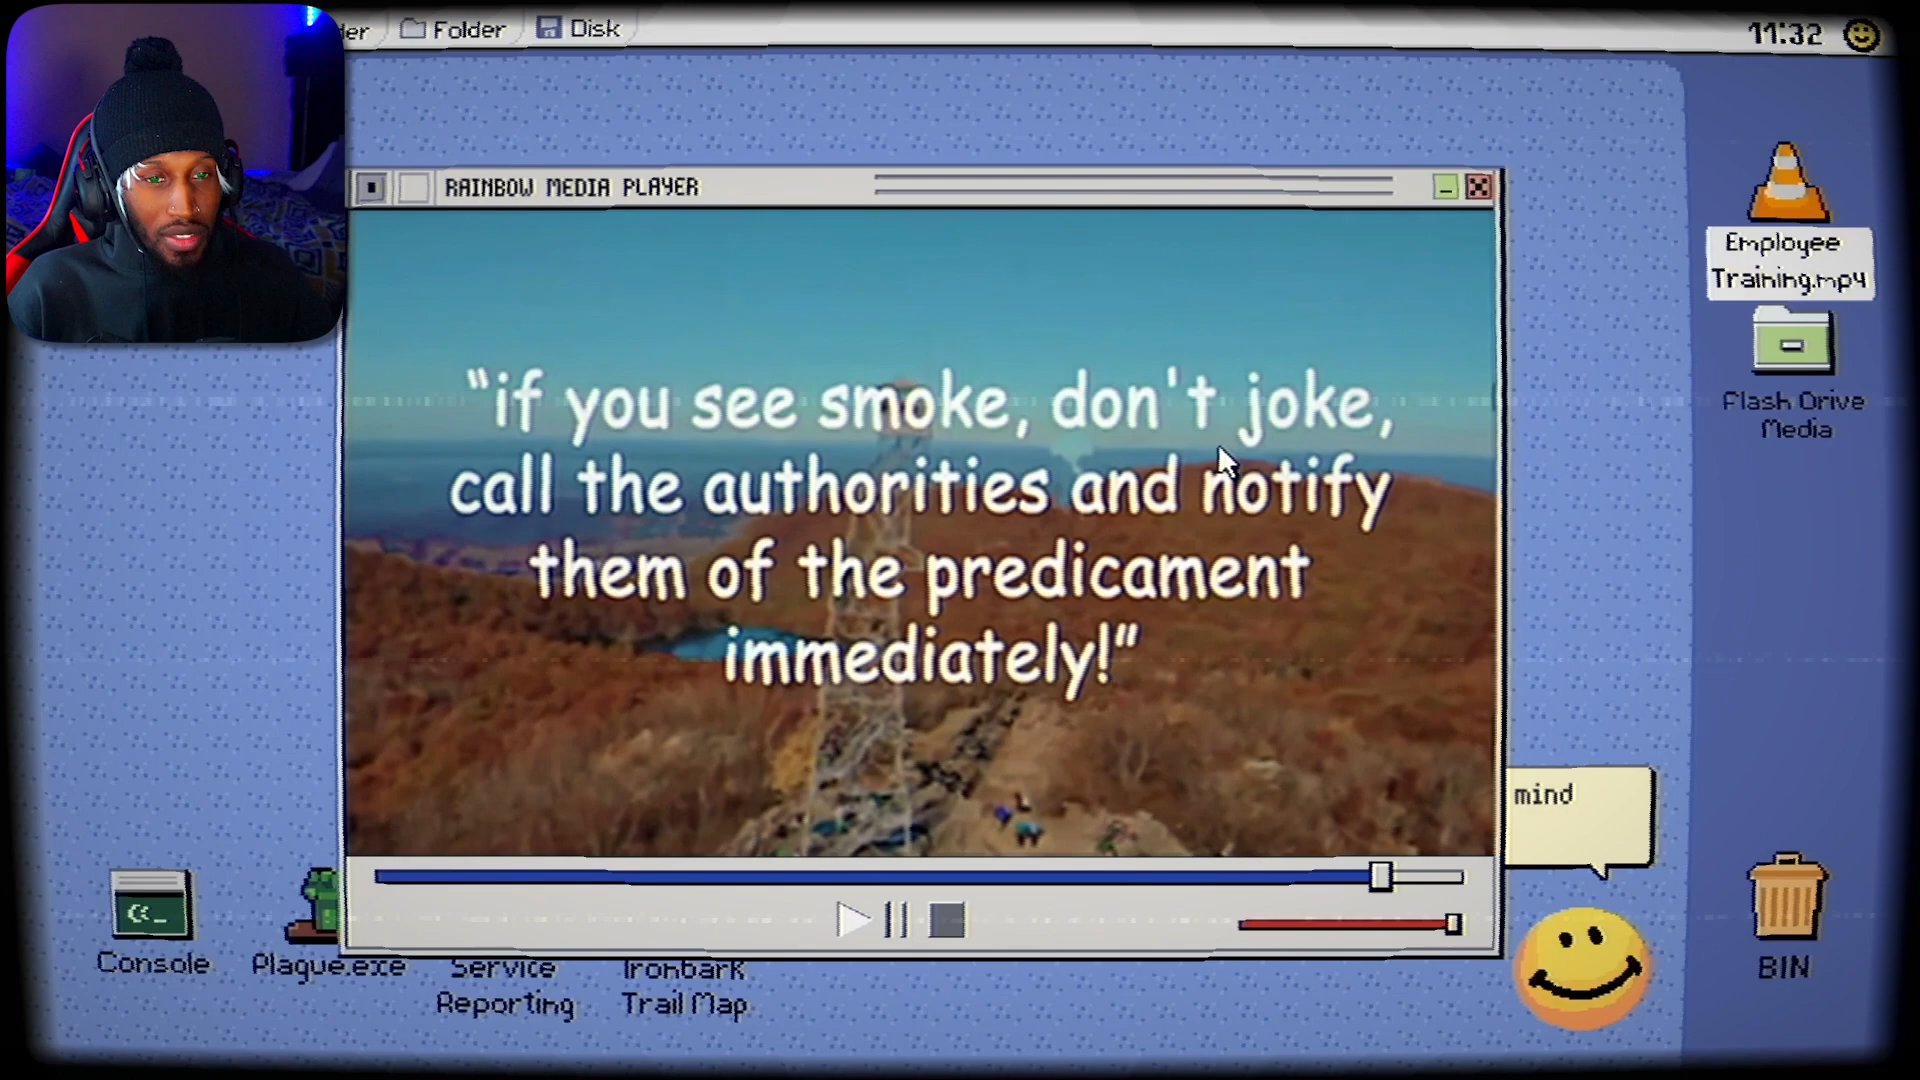 Folder
Disk
11:32
RAINBOW MEDIA PLAYER
Employee
Training.mp4
"if you see smoke, don't joke,
call the authorities and notify
them of the predicament
immediately!"
Flash Drive
Media
mind
Console
Plague.exe
Service
Reporting
Ironbark
Trail Map
BIN